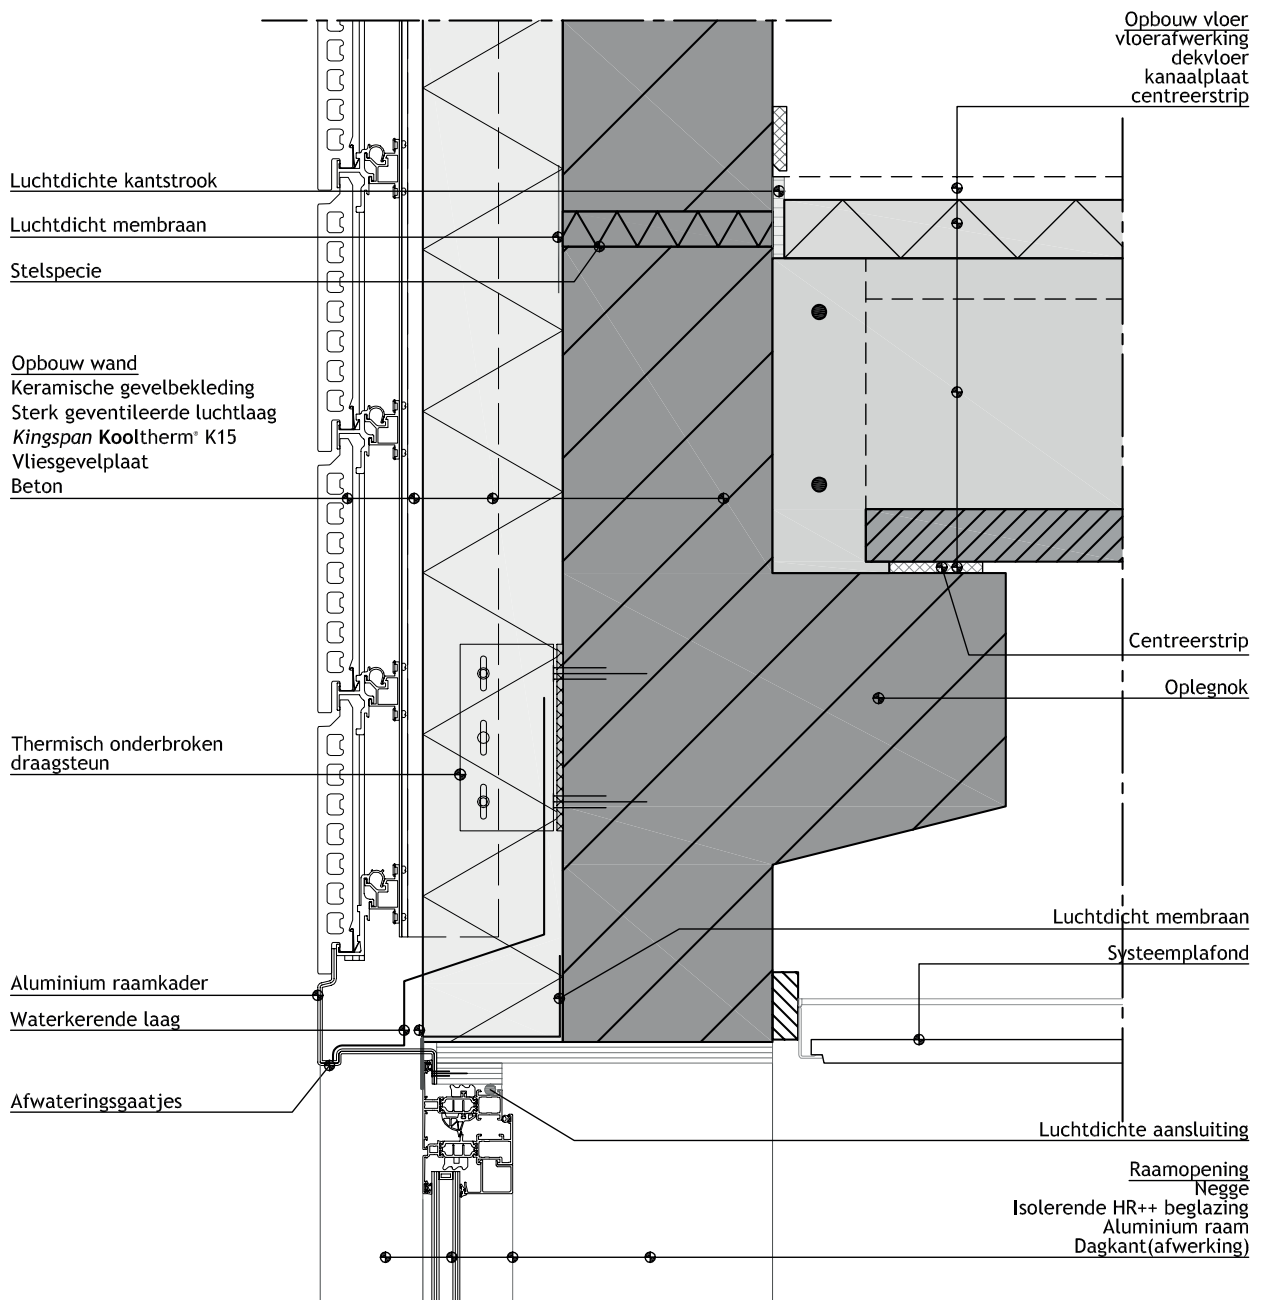 Opbouw vloer
vloerafwerking
dekvloer
kanaalplaat
centreerstrip
Luchtdichte kantstrook
Luchtdicht membraan
Stelspecie
Opbouw wand
Keramische gevelbekleding
Sterk geventileerde luchtlaag
Kingspan Kooltherm® K15
Vliesgevelplaat
Beton
Centreerstrip
Oplegnok
Thermisch onderbroken
draagsteun
Luchtdicht membraan
Systeemplafond
Aluminium raamkader
Waterkerende laag
Afwateringsgaatjes
Luchtdichte aansluiting
Raamopening
Negge
Isolerende HR++ beglazing
Aluminium raam
Dagkant(afwerking)